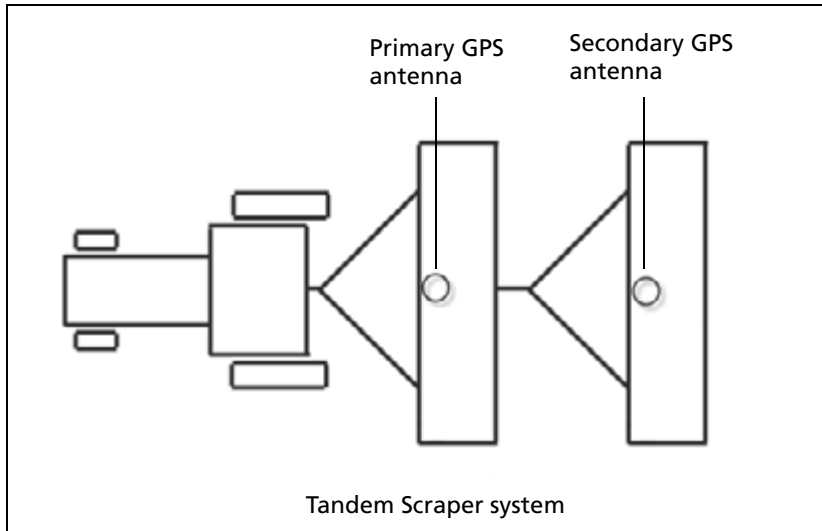 Primary GPS
antenna
Secondary GPS
antenna
Tandem Scraper system